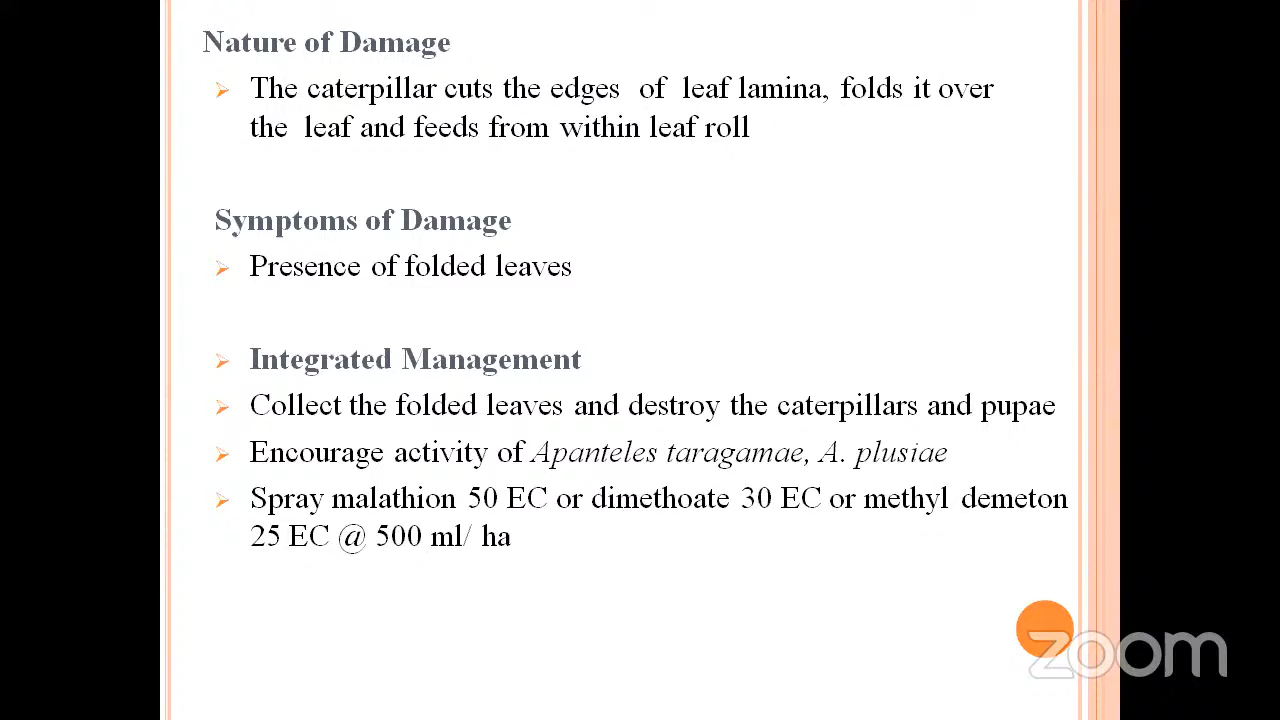 Nature of Damage
The caterpillar cuts the edges of leaf lamina, folds it over
the leaf and feeds from within leaf roll
Symptoms of Damage
Presence of folded leaves
Integrated Management
Collect the folded leaves and destroy the caterpillars and pupae
Encourage activity of Apanteles taragamae, A. plusiae
Spray malathion 50 EC or dimethoate 30 EC or methyl demeton
25 EC @ 500 ml/ ha
zoom